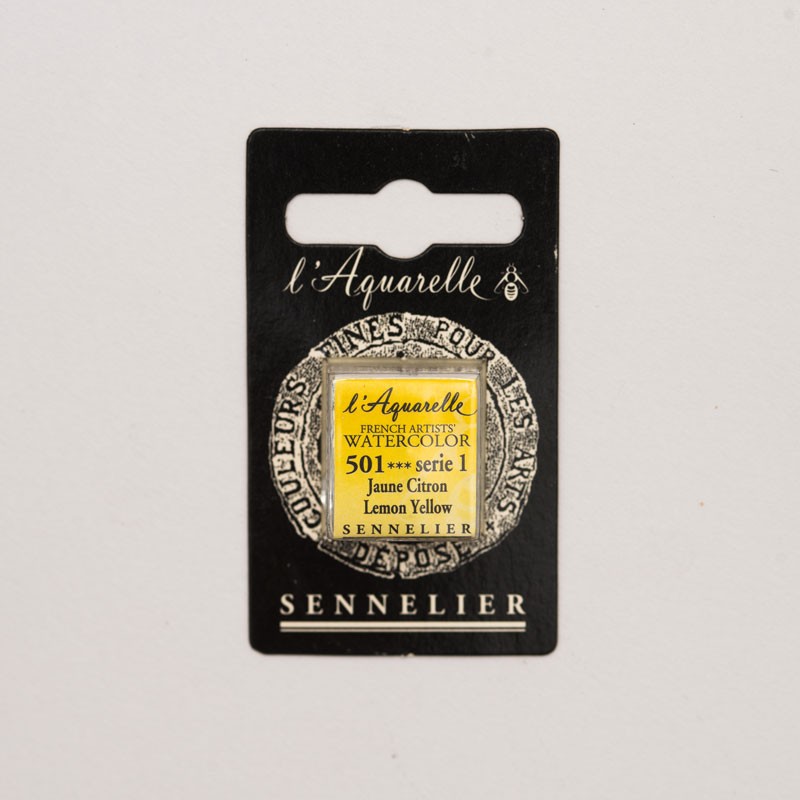 l'Aquarelle
COULEURS FINES POUR LES ARTS
l'Aquarelle
FRENCH ARTISTS'
WATERCOLOR
501*** serie 1
Jaune Citron
Lemon Yellow
SENNELIER
DÉPOSÉ
SENNELIER